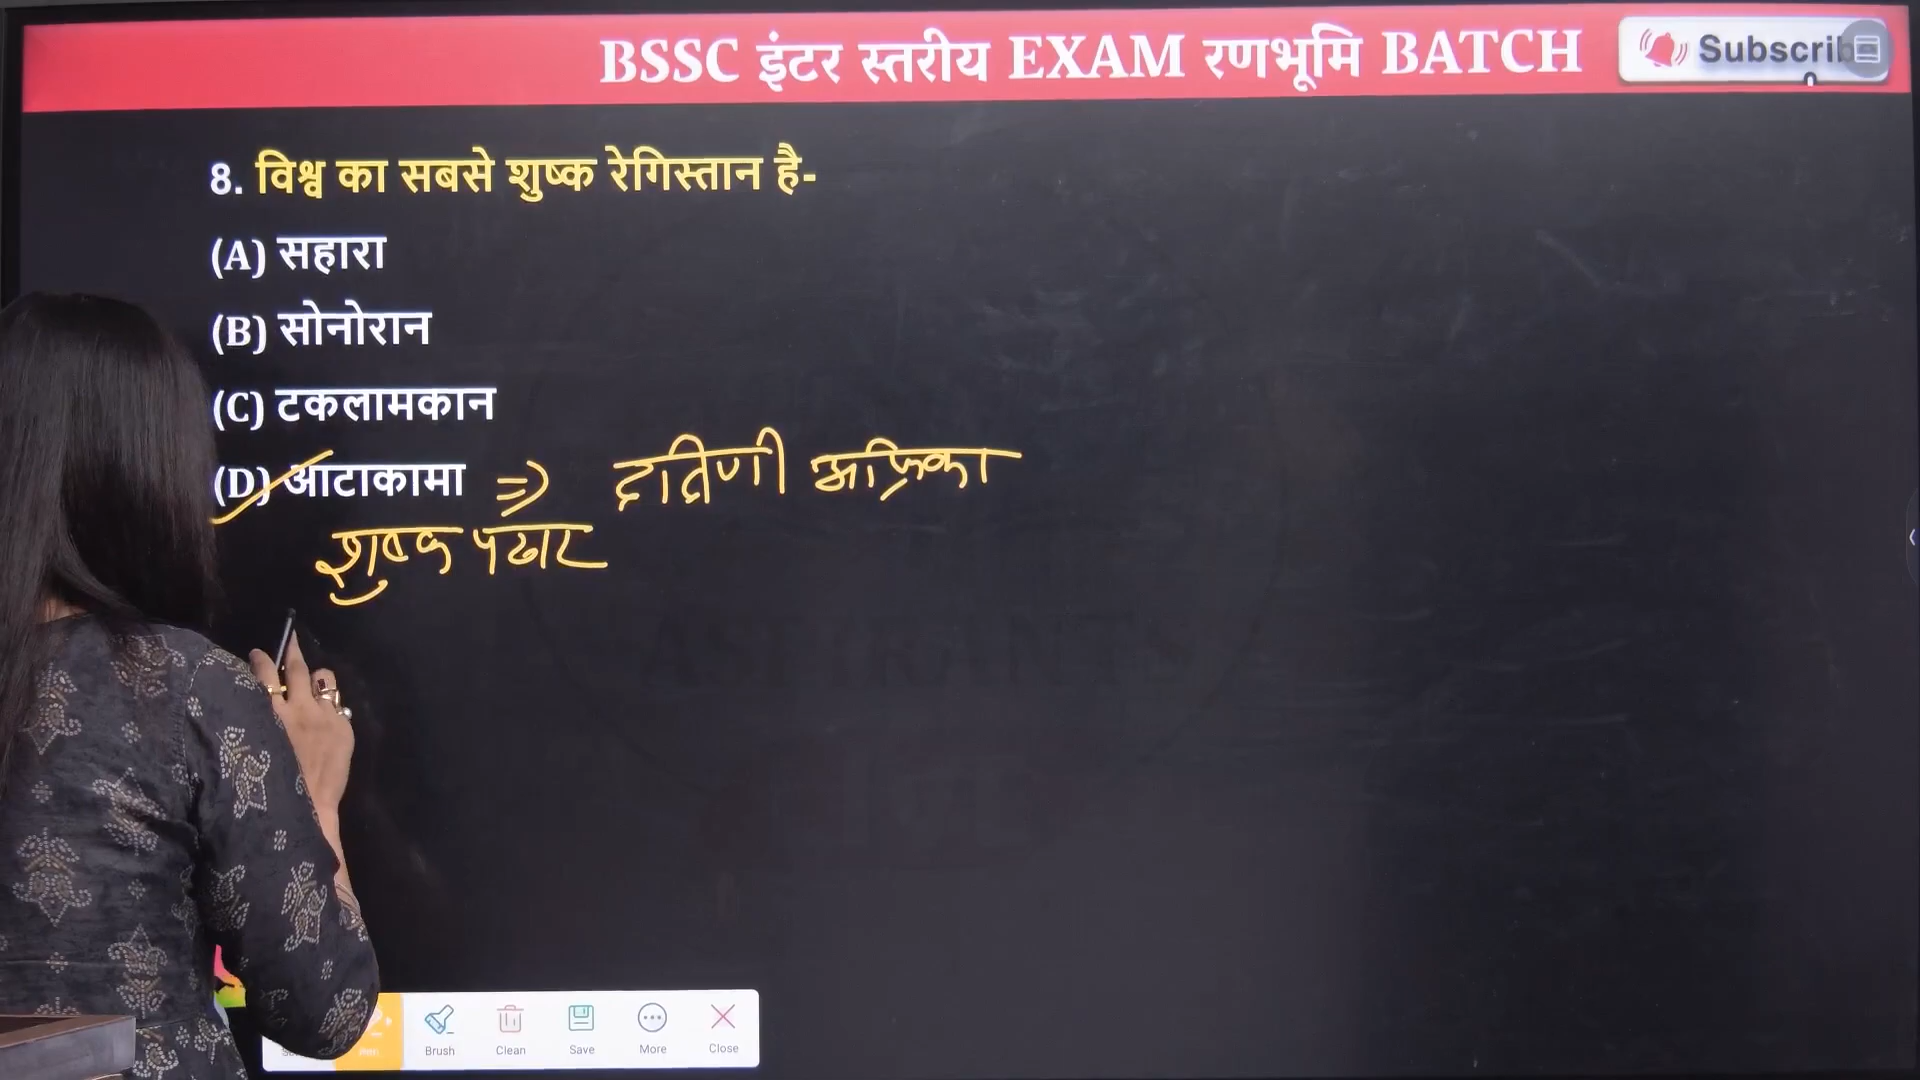 BSSC इंटर स्तरीय EXAM रणभूमि BATCH
Subscrib
8. विश्व का सबसे शुष्क रेगिस्तान है-
(A) सहारा
(B) सोनोरान
(C) टकलामकान
(D) आटाकामा ⇒ दक्षिणी अफ्रिका
शुष्क पठार
Brush Clean Save More Close